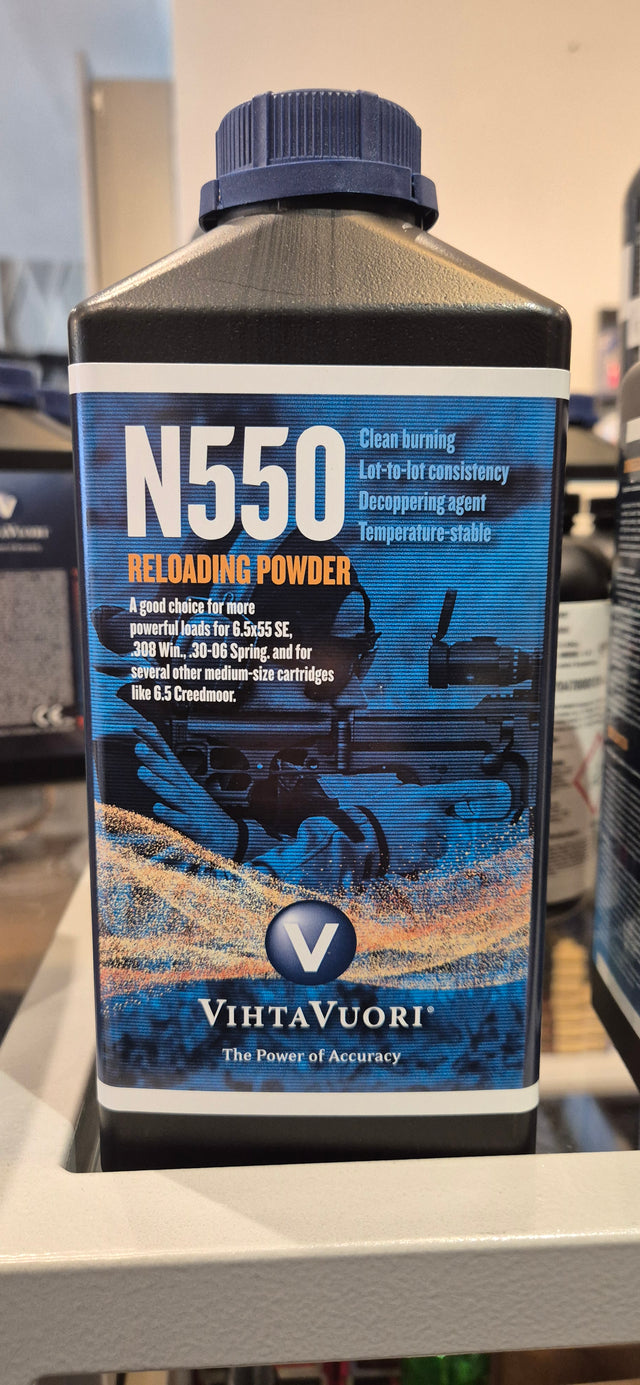 N550
Clean burning
Lot-to-lot consistency
Decoppering agent
Temperature-stable
RELOADING POWDER
A good choice for more
powerful loads for 6.5x55 SE,
.308 Win., .30-06 Spring. and for
several other medium-size cartridges
like 6.5 Creedmoor.
V
VIHTAVUORI®
The Power of Accuracy